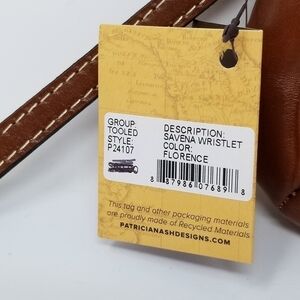 GROUP:
TOOLED
STYLE:
P24107
DESCRIPTION:
SAVENA WRISTLET
COLOR:
FLORENCE
8 87986 07689 8
This tag and other packaging materials
are proudly made of Recycled Materials
PATRICIANASHDESIGNS.COM